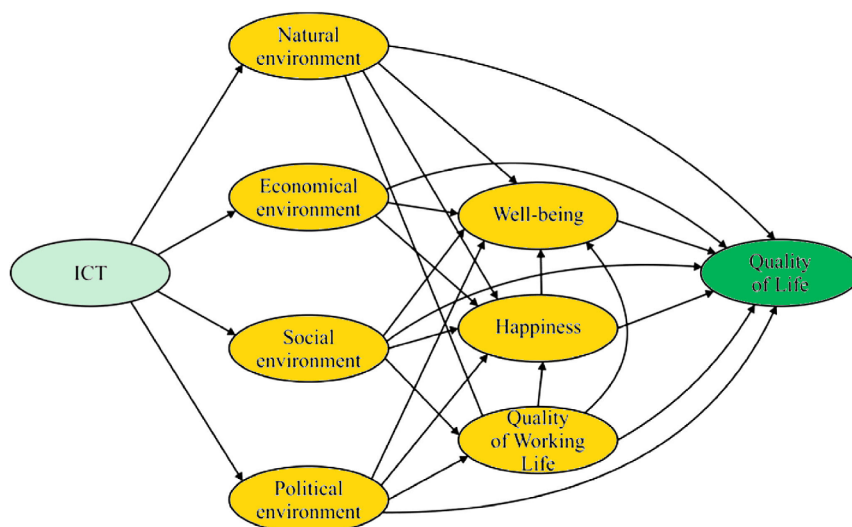 Natural
environment
Economical
environment
Well-being
ICT
Quality
of Life
Social
environment
Happiness
Quality
of Working
Life
Political
environment